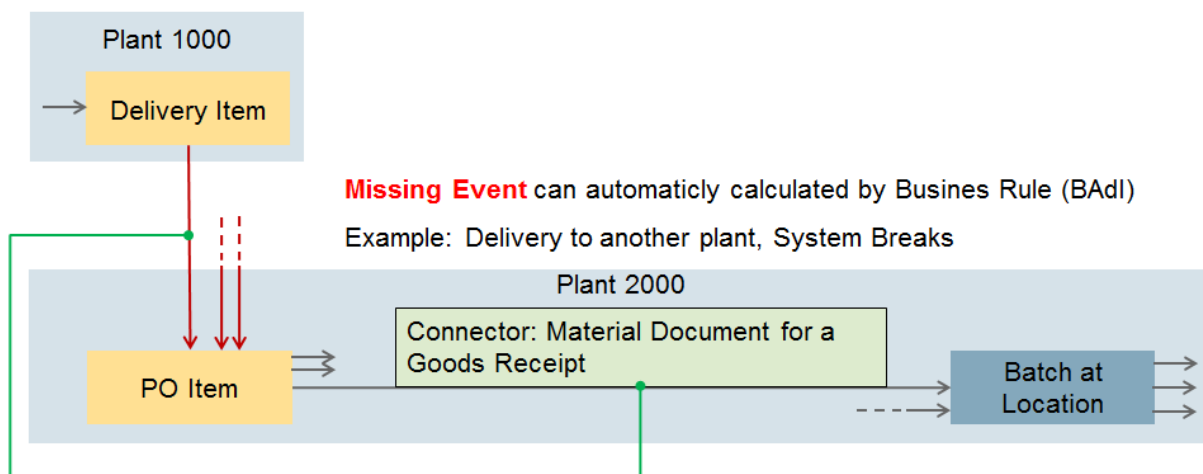 Plant 1000
Delivery Item
Missing Event can automaticly calculated by Busines Rule (BAdI)
Example: Delivery to another plant, System Breaks
Plant 2000
Connector: Material Document for a
Goods Receipt
PO Item
Batch at
Location